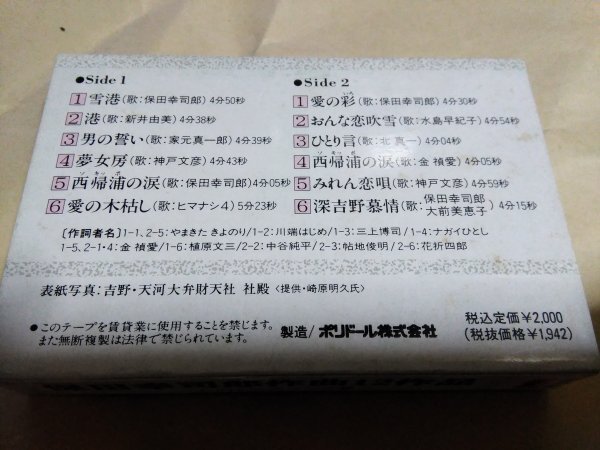 ●Side 1
1 雪港(歌:保田幸司郎)4分50秒
2 港(歌:新井由美)4分38秒
3 男の誓い(歌:家元真一郎)4分39秒
4 夢女房(歌:神戸文彦)4分43秒
5 西帰浦の涙(歌:保田幸司郎)4分05秒
6 愛の木枯し(歌:ヒマナシ4)5分23秒
●Side 2
1 愛の彩(歌:保田幸司郎)4分30秒
2 おんな恋吹雪(歌:水島早紀子)4分54秒
3 ひとり言(歌:北 真一)4分04秒
4 西帰浦の涙(歌:金 禎愛)4分05秒
5 みれん恋唄(歌:神戸文彦)4分59秒
6 深吉野慕情(歌:保田幸司郎 大前美恵子)4分15秒
〔作詞者名〕1-1、2-5:やまきた きよのり/1-2:川端はじめ/1-3:三上博司/1-4:ナガイひとし
1-5、2-1・4:金 禎愛/1-6:植原文三/2-2:中谷純平/2-3:帖地俊明/2-6:花折四郎
表紙写真:吉野・天河大弁財天社 社殿〈提供・崎原明久氏〉
●このテープを賃貸業に使用することを禁じます。
また無断複製は法律で禁じられています。
製造/ポリドール株式会社
税込定価¥2,000
(税抜価格¥1,942)